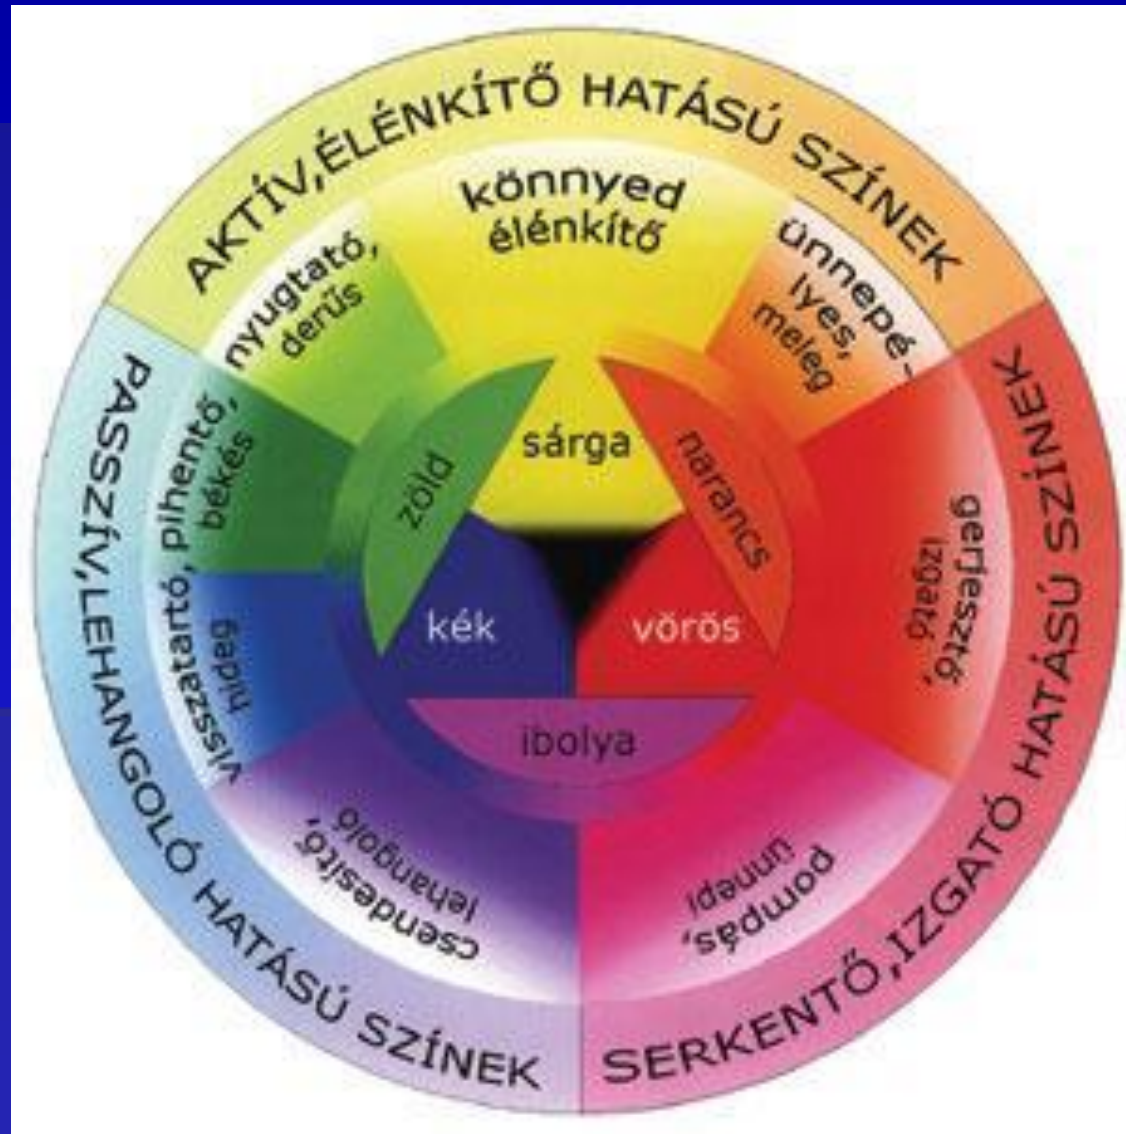 AKTÍV,ÉLÉNKÍTŐ HATÁSÚ SZÍNEK
SERKENTŐ,IZGATÓ HATÁSÚ SZÍNEK
PASSZÍV,LEHANGOLÓ HATÁSÚ SZÍNEK
könnyed
élénkítő
ünnepé-
lyes,
meleg
gerjesztő,
izgató,
pompás,
ünnepi
csendesítő,
lehangoló
visszatartó,
hideg
pihentő,
békés
nyugtató,
derűs
sárga
narancs
vörös
ibolya
kék
zöld